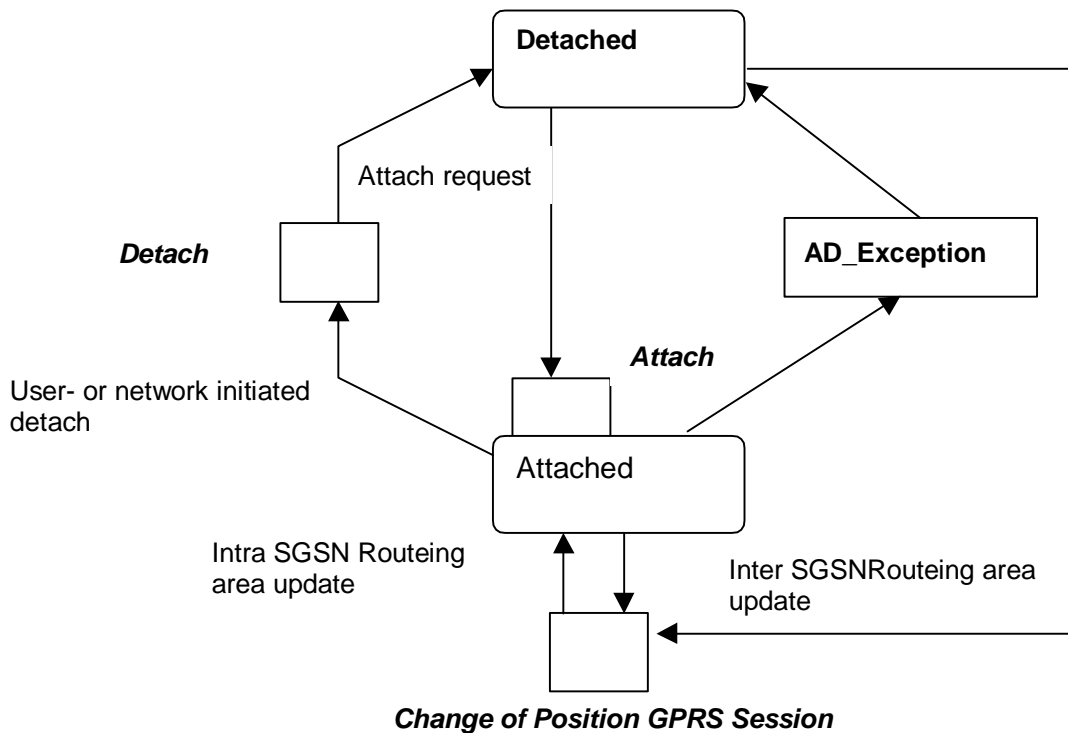 Detached
Attach request
Detach
AD_Exception
Attach
User- or network initiated
detach
Attached
Intra SGSN Routeing
area update
Inter SGSNRouteing area
update
Change of Position GPRS Session